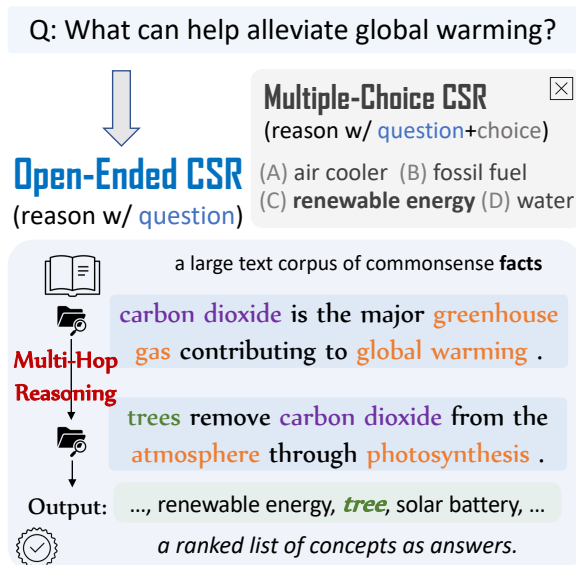 Q: What can help alleviate global warming?
Multiple-Choice CSR
(reason w/ question+choice)
(A) air cooler (B) fossil fuel
(C) renewable energy (D) water
Open-Ended CSR
(reason w/ question)
a large text corpus of commonsense facts
carbon dioxide is the major greenhouse
gas contributing to global warming .
Multi-Hop
Reasoning
trees remove carbon dioxide from the
atmosphere through photosynthesis .
Output: ..., renewable energy, tree, solar battery, ...
a ranked list of concepts as answers.